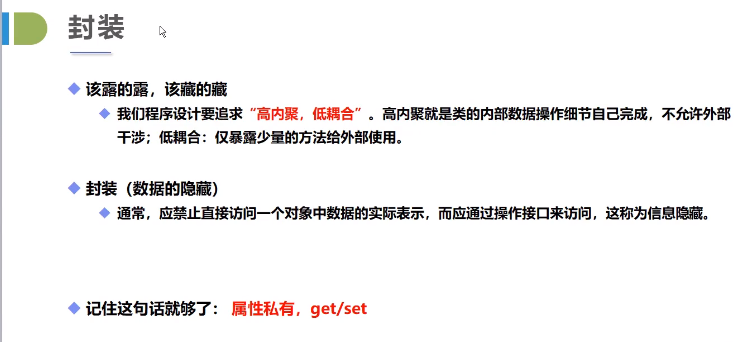 封装
该露的露，该藏的藏
我们程序设计要追求“高内聚，低耦合”。高内聚就是类的内部数据操作细节自己完成，不允许外部
干涉；低耦合：仅暴露少量的方法给外部使用。
封装（数据的隐藏）
通常，应禁止直接访问一个对象中数据的实际表示，而应通过操作接口来访问，这称为信息隐藏。
记住这句话就够了：属性私有，get/set